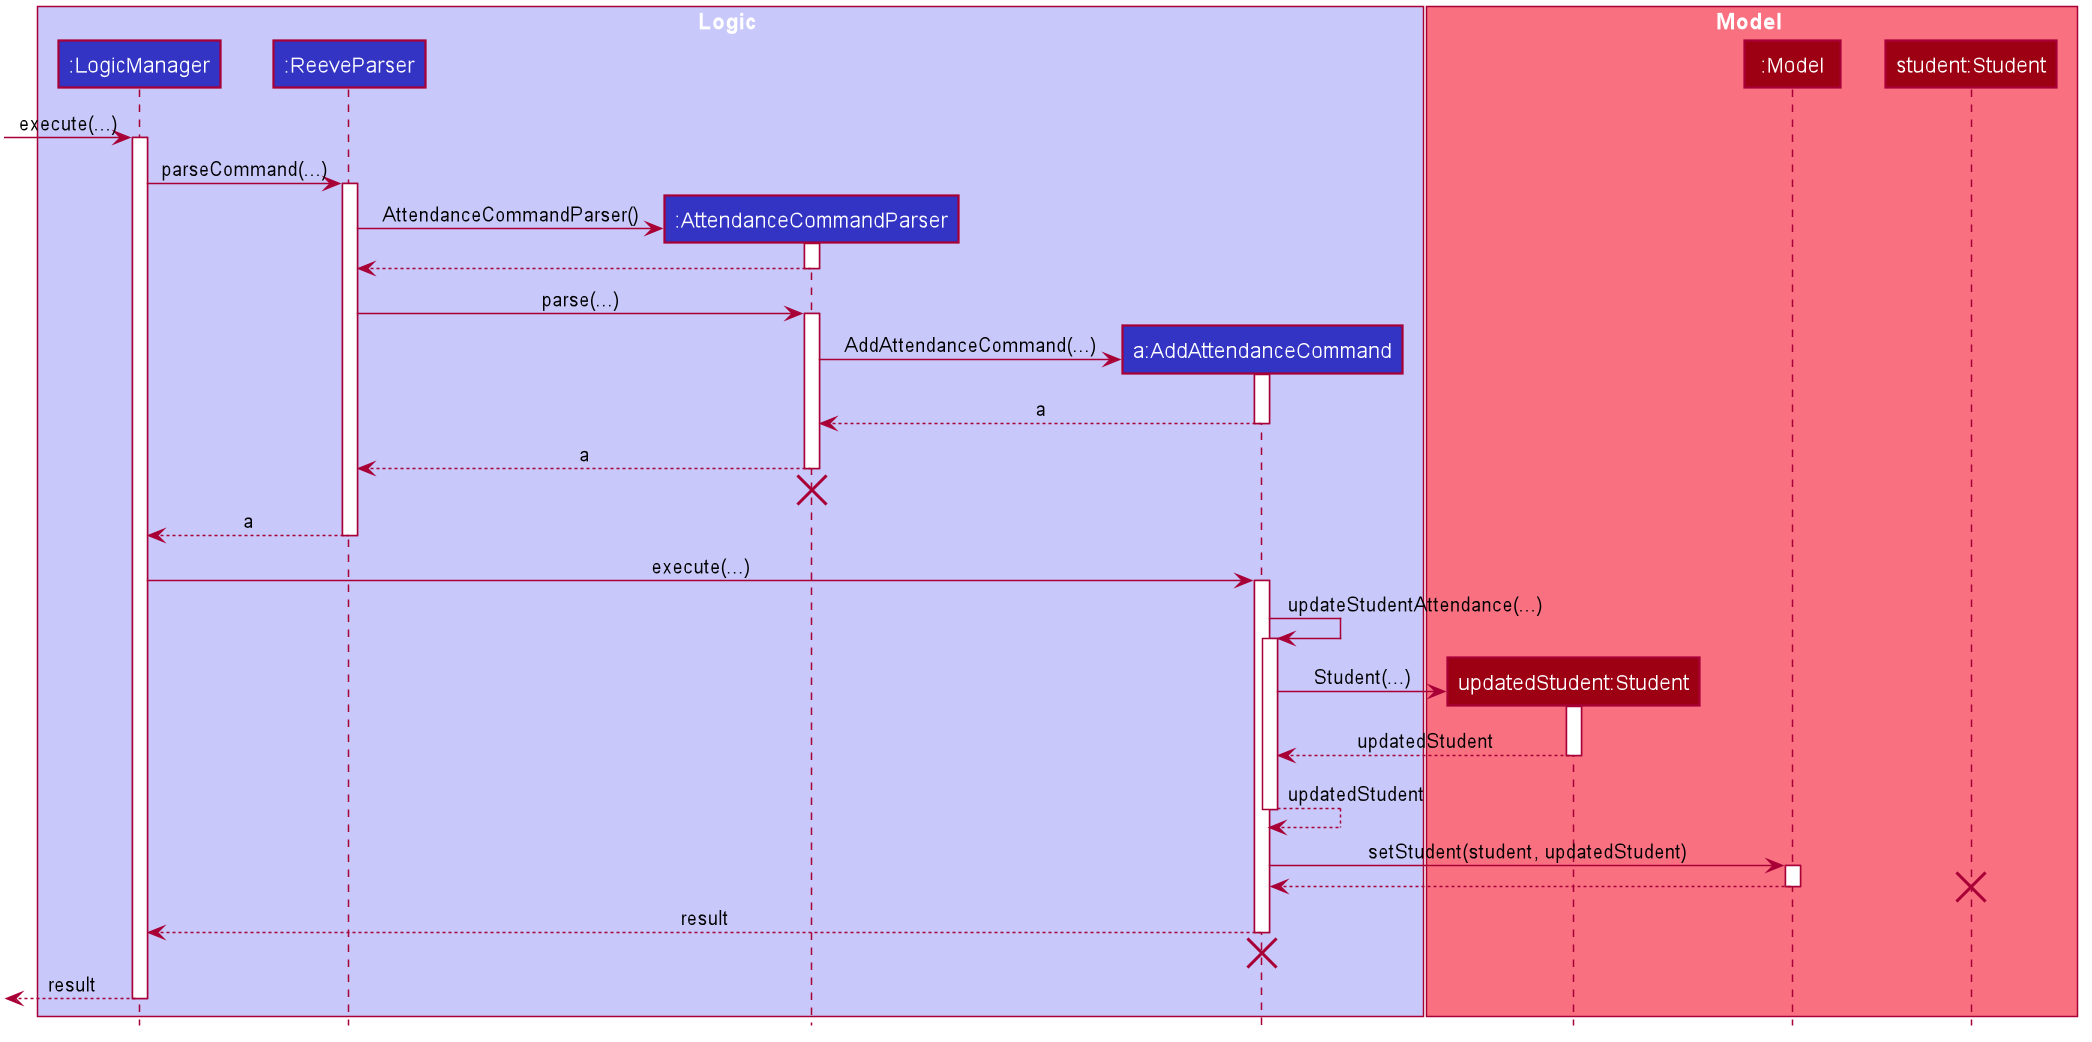 Logic
Model
:LogicManager
:ReeveParser
:Model
student:Student
execute(...)
parseCommand(...)
AttendanceCommandParser()
:AttendanceCommandParser
parse(...)
AddAttendanceCommand(...)
a:AddAttendanceCommand
a
a
a
execute(...)
updateStudentAttendance(...)
Student(...)
updatedStudent:Student
updatedStudent
updatedStudent
setStudent(student, updatedStudent)
result
result